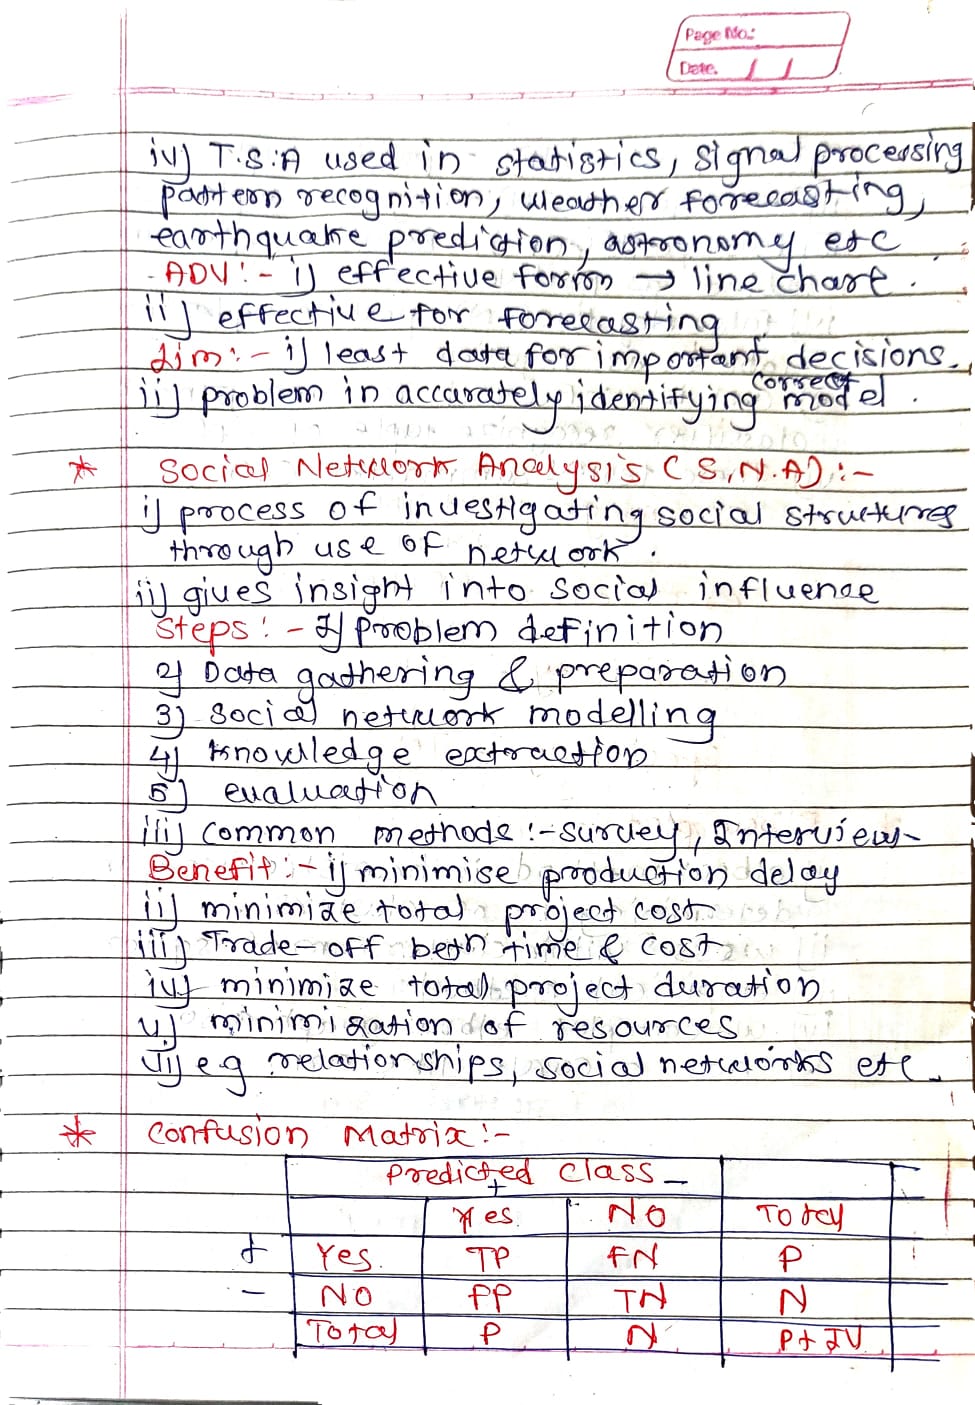 Page No.:
Date. / /
iv) T.S.A used in statistics, signal processing
pattern recognition, weather forecasting,
earthquake prediction, astronomy etc
ADV:- i) effective for → line chart.
ii) effective for forecasting
Lim:- i) least data for important decisions.
correct
ii) problem in accurately identifying model.
* Social Network Analysis (S.N.A):-
i) process of investigating social structures
through use of network.
ii) gives insight into social influence
Steps:- 1) problem definition
2) Data gathering & preparation
3) Social network modelling
4) knowledge extraction
5) evaluation
iii) common methods:- survey, Interview
Benefit:- i) minimise production delay
ii) minimize total project cost
iii) Trade-off betn time & cost
iv) minimize total project duration
v) minimization of resources
vi) e.g relationships, social networks etc.
* Confusion Matrix:-
Predicted class
+ -
Yes NO Total
+ Yes TP FN P
- NO FP TN N
Total P N P+N